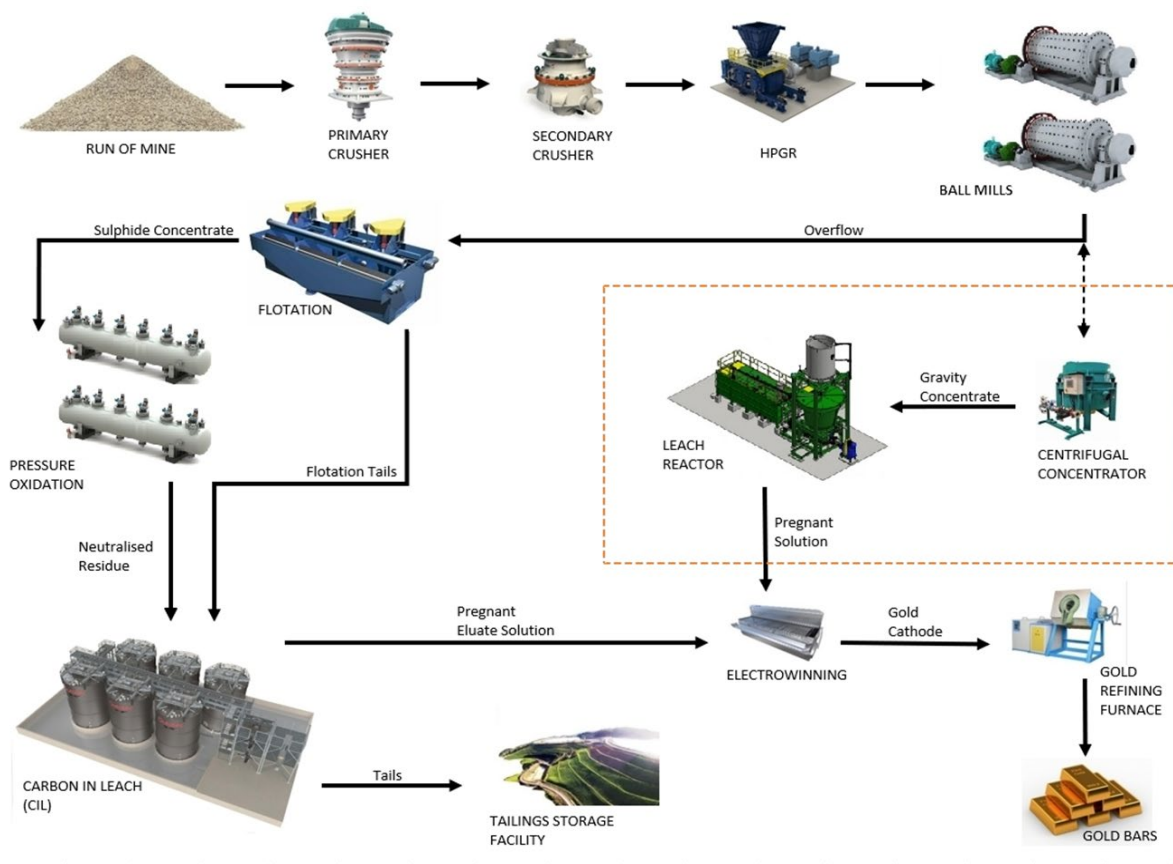 RUN OF MINE
PRIMARY
CRUSHER
SECONDARY
CRUSHER
HPGR
BALL MILLS
Sulphide Concentrate
Overflow
FLOTATION
Gravity
Concentrate
LEACH
REACTOR
CENTRIFUGAL
CONCENTRATOR
PRESSURE
OXIDATION
Flotation Tails
Pregnant
Solution
Neutralised
Residue
Pregnant
Eluate Solution
Gold
Cathode
ELECTROWINNING
GOLD
REFINING
FURNACE
CARBON IN LEACH
(CIL)
Tails
TAILINGS STORAGE
FACILITY
GOLD BARS